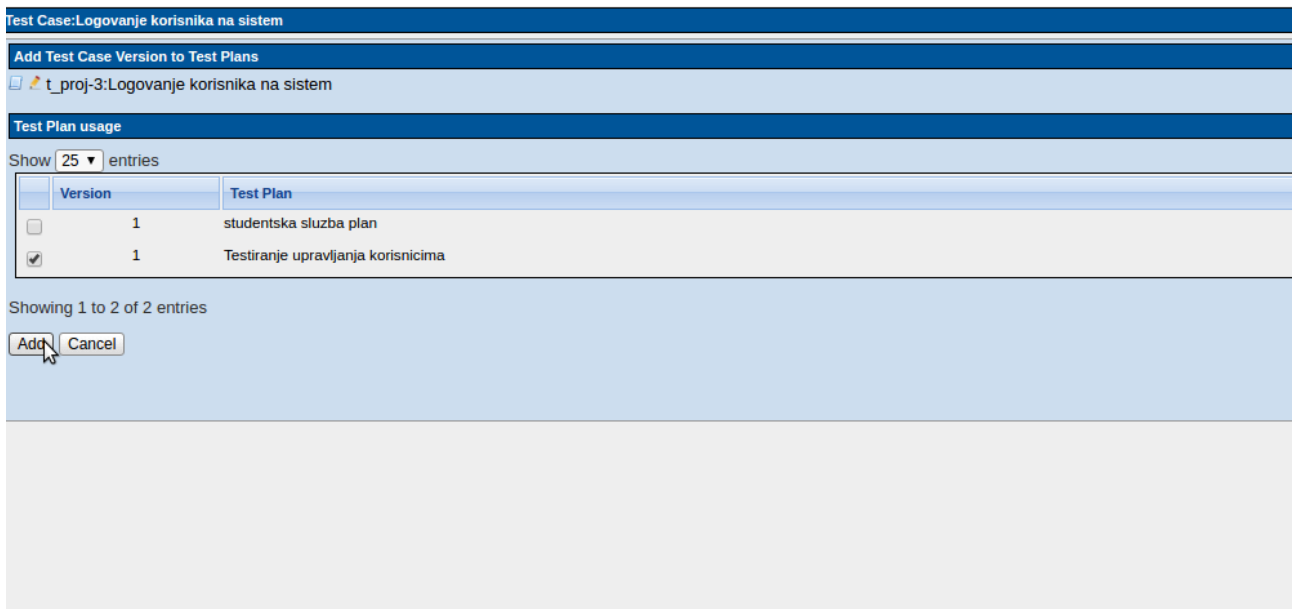 Test Case:Logovanje korisnika na sistem
Add Test Case Version to Test Plans
t_proj-3:Logovanje korisnika na sistem
Test Plan usage
Show 25 entries
Version Test Plan
1 studentska sluzba plan
1 Testiranje upravljanja korisnicima
Showing 1 to 2 of 2 entries
Add Cancel